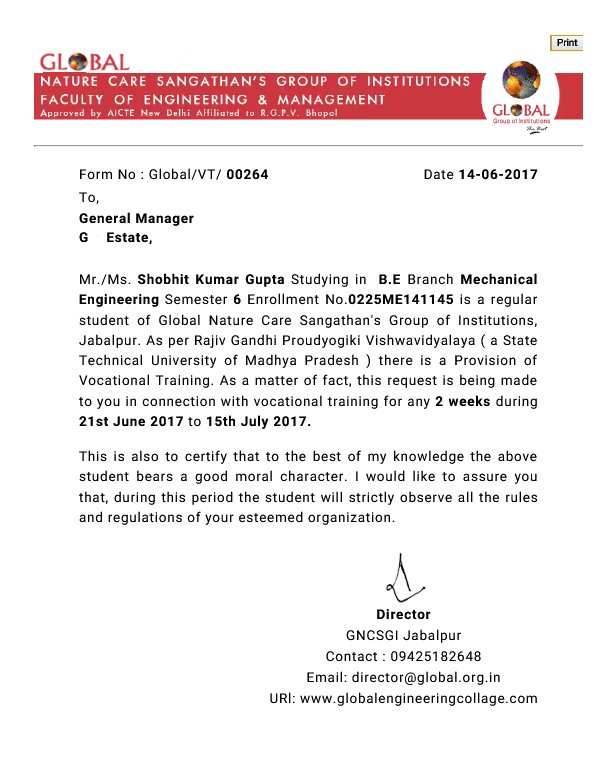 Print
GLOBAL
NATURE CARE SANGATHAN'S GROUP OF INSTITUTIONS
FACULTY OF ENGINEERING & MANAGEMENT
Approved by AICTE New Delhi Affiliated to R.G.P.V. Bhopal
GLOBAL
Group of Institutions
The Best
Form No : Global/VT/ 00264 Date 14-06-2017
To,
General Manager
G Estate,
Mr./Ms. Shobhit Kumar Gupta Studying in B.E Branch Mechanical
Engineering Semester 6 Enrollment No.0225ME141145 is a regular
student of Global Nature Care Sangathan's Group of Institutions,
Jabalpur. As per Rajiv Gandhi Proudyogiki Vishwavidyalaya ( a State
Technical University of Madhya Pradesh ) there is a Provision of
Vocational Training. As a matter of fact, this request is being made
to you in connection with vocational training for any 2 weeks during
21st June 2017 to 15th July 2017.
This is also to certify that to the best of my knowledge the above
student bears a good moral character. I would like to assure you
that, during this period the student will strictly observe all the rules
and regulations of your esteemed organization.
Director
GNCSGI Jabalpur
Contact : 09425182648
Email: director@global.org.in
URl: www.globalengineeringcollage.com